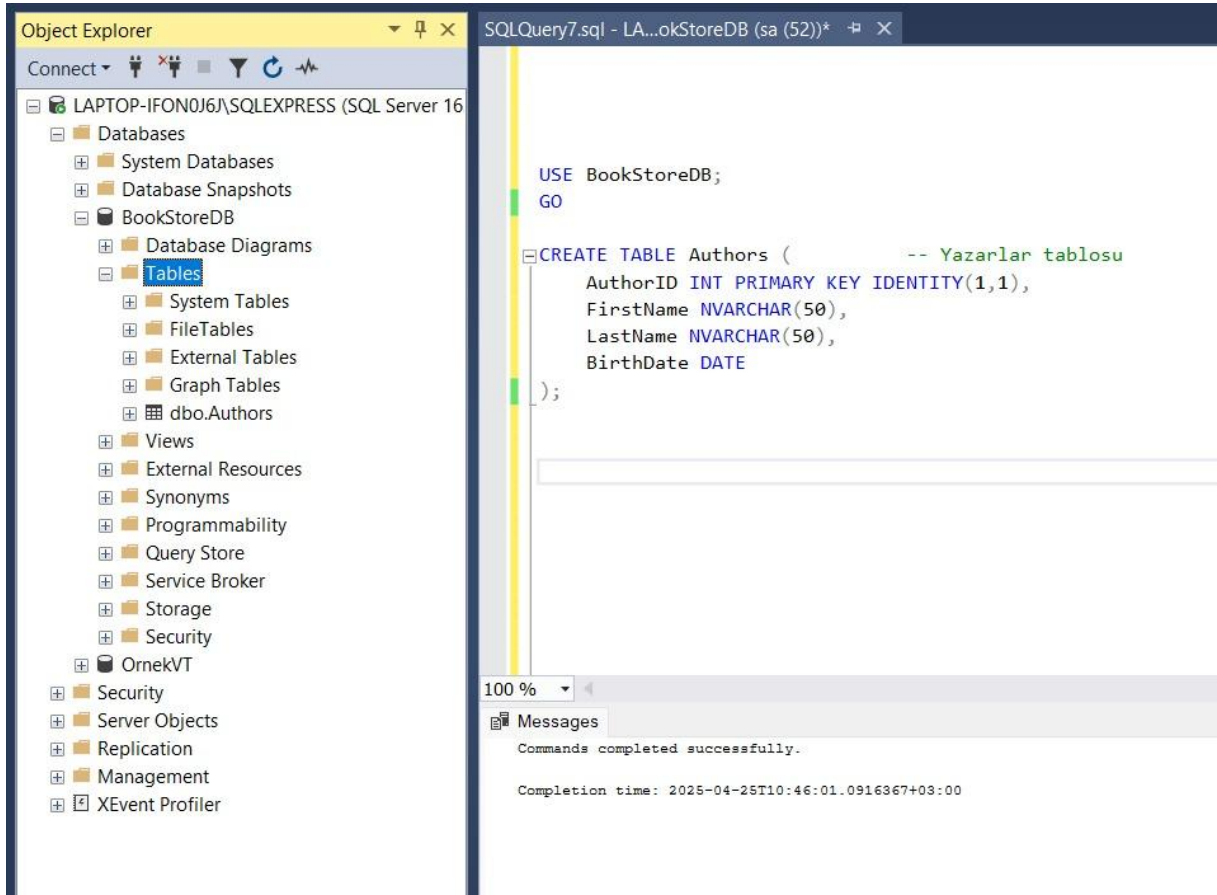 Object Explorer
Connect
LAPTOP-IFON0J6J\SQLEXPRESS (SQL Server 16
Databases
System Databases
Database Snapshots
BookStoreDB
Database Diagrams
Tables
System Tables
FileTables
External Tables
Graph Tables
dbo.Authors
Views
External Resources
Synonyms
Programmability
Query Store
Service Broker
Storage
Security
OrnekVT
Security
Server Objects
Replication
Management
XEvent Profiler
SQLQuery7.sql - LA...okStoreDB (sa (52))*
USE BookStoreDB;
GO
CREATE TABLE Authors (          -- Yazarlar tablosu
    AuthorID INT PRIMARY KEY IDENTITY(1,1),
    FirstName NVARCHAR(50),
    LastName NVARCHAR(50),
    BirthDate DATE
);
100 %
Messages
Commands completed successfully.
Completion time: 2025-04-25T10:46:01.0916367+03:00